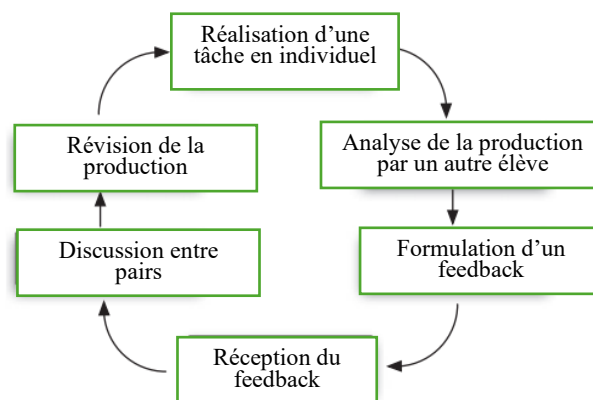 Réalisation d’une
tâche en individuel
Analyse de la production
par un autre élève
Formulation d’un
feedback
Réception du
feedback
Discussion entre
pairs
Révision de la
production